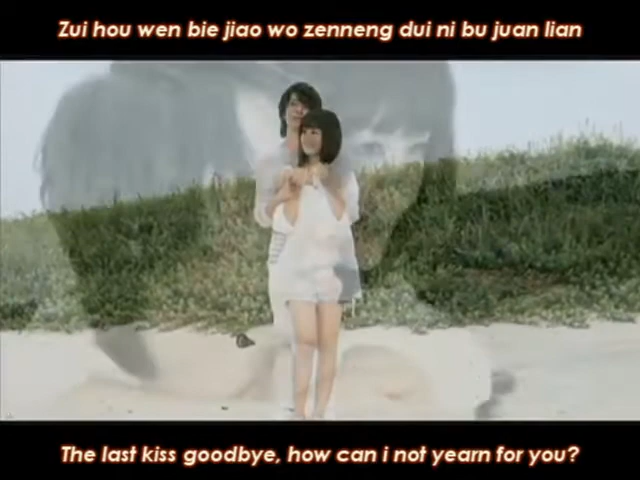 Zui hou wen bie jiao wo zenneng dui ni bu juan lian
The last kiss goodbye, how can i not yearn for you?